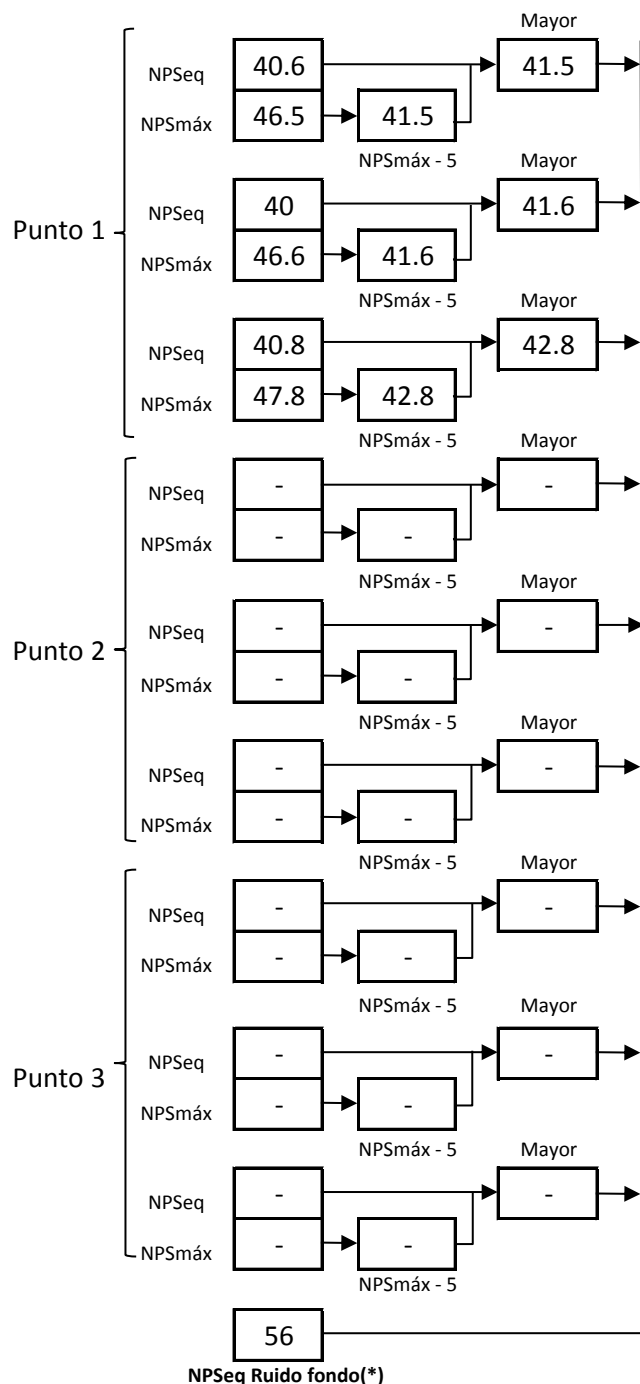 Mayor
NPSeq 40.6 41.5
NPSmáx 46.5 41.5
NPSmáx - 5
Mayor
Punto 1
NPSeq 40 41.6
NPSmáx 46.6 41.6
NPSmáx - 5
Mayor
NPSeq 40.8 42.8
NPSmáx 47.8 42.8
NPSmáx - 5
Mayor
NPSeq - -
NPSmáx - -
NPSmáx - 5
Mayor
Punto 2
NPSeq - -
NPSmáx - -
NPSmáx - 5
Mayor
NPSeq - -
NPSmáx - -
NPSmáx - 5
Mayor
NPSeq - -
NPSmáx - -
NPSmáx - 5
Mayor
Punto 3
NPSeq - -
NPSmáx - -
NPSmáx - 5
Mayor
NPSeq - -
NPSmáx - -
NPSmáx - 5
56
NPSeq Ruido fondo(*)